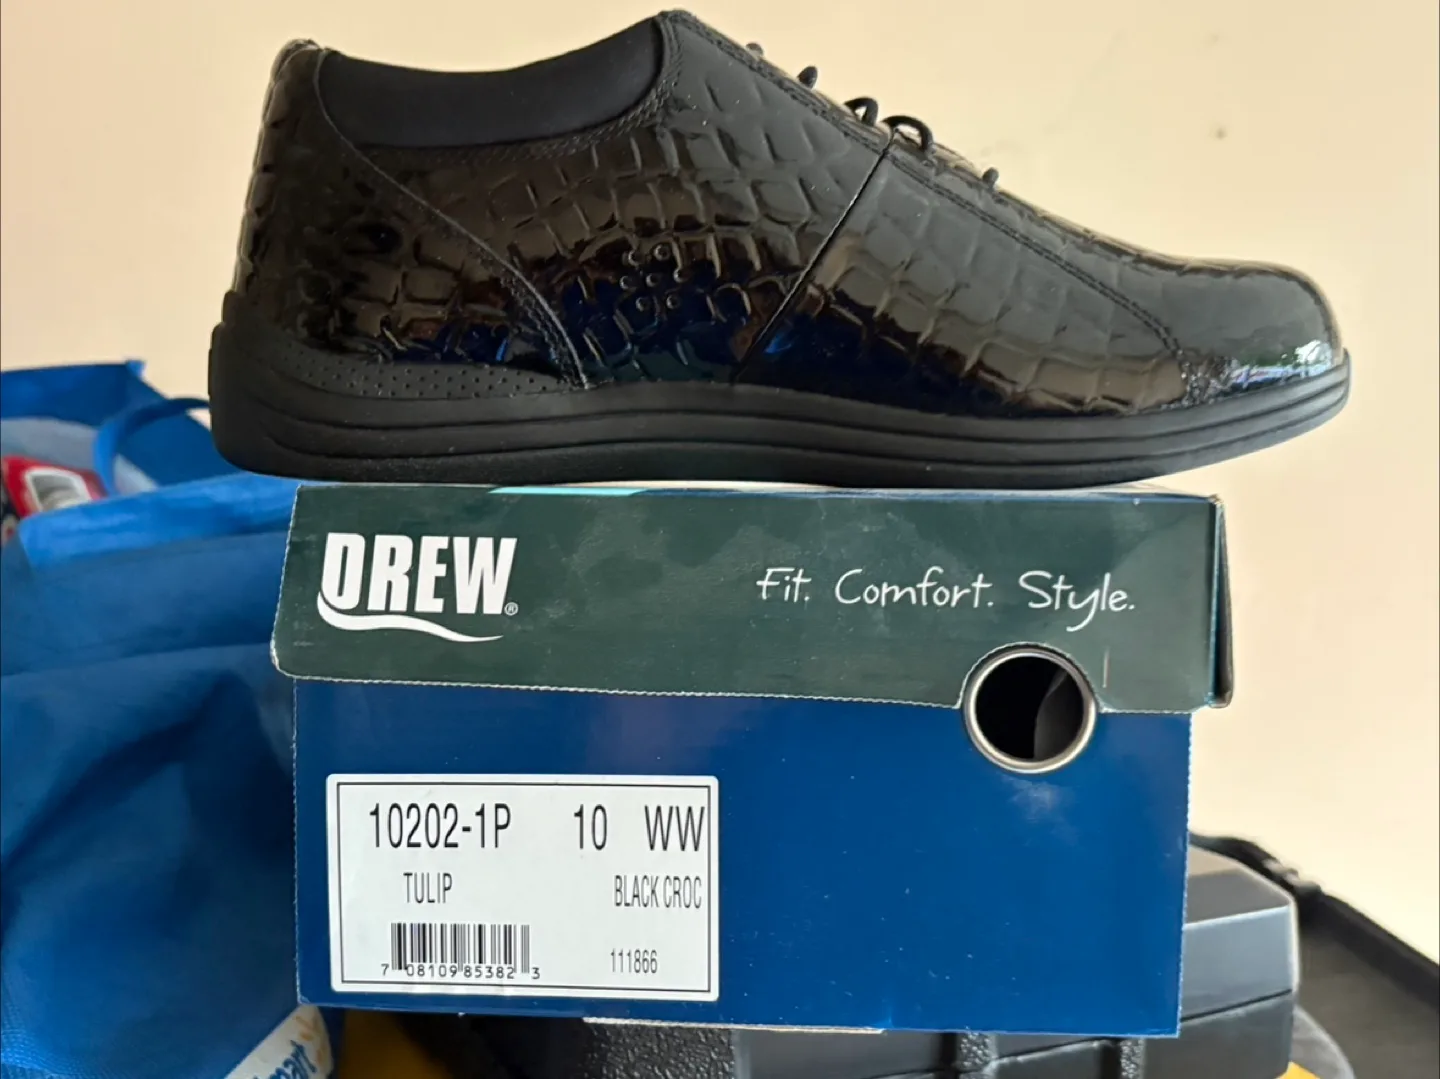 DREW®
Fit. Comfort. Style.
10202-1P 10 WW
TULIP BLACK CROC
7 08109 85382 3
111866